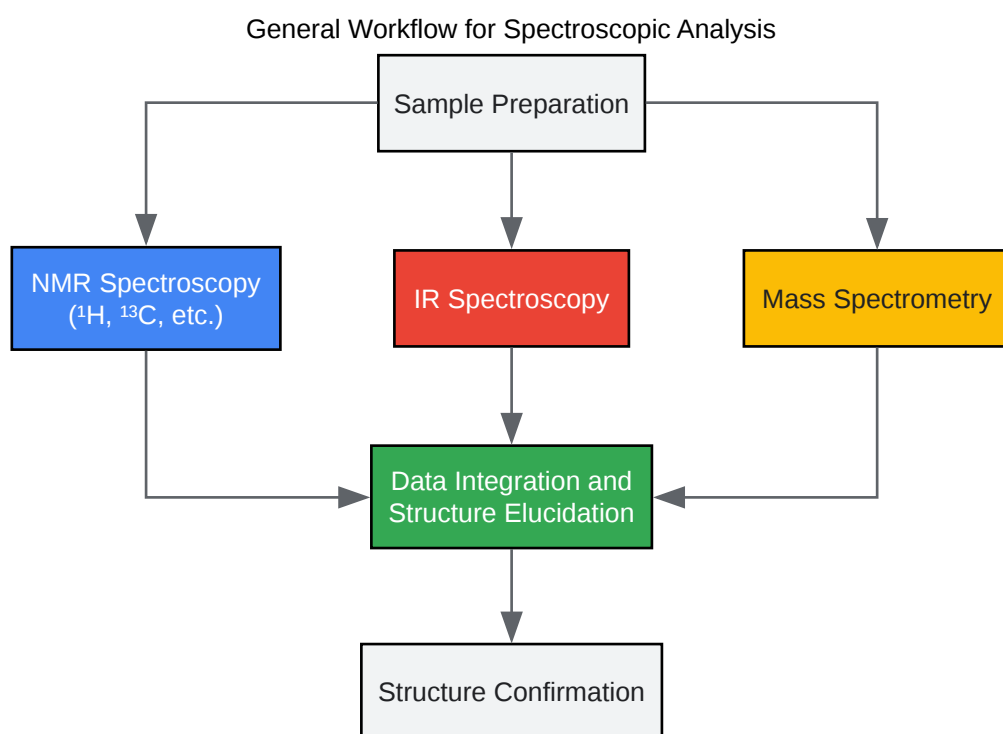 General Workflow for Spectroscopic Analysis
Sample Preparation
NMR Spectroscopy
(¹H, ¹³C, etc.)
IR Spectroscopy
Mass Spectrometry
Data Integration and
Structure Elucidation
Structure Confirmation